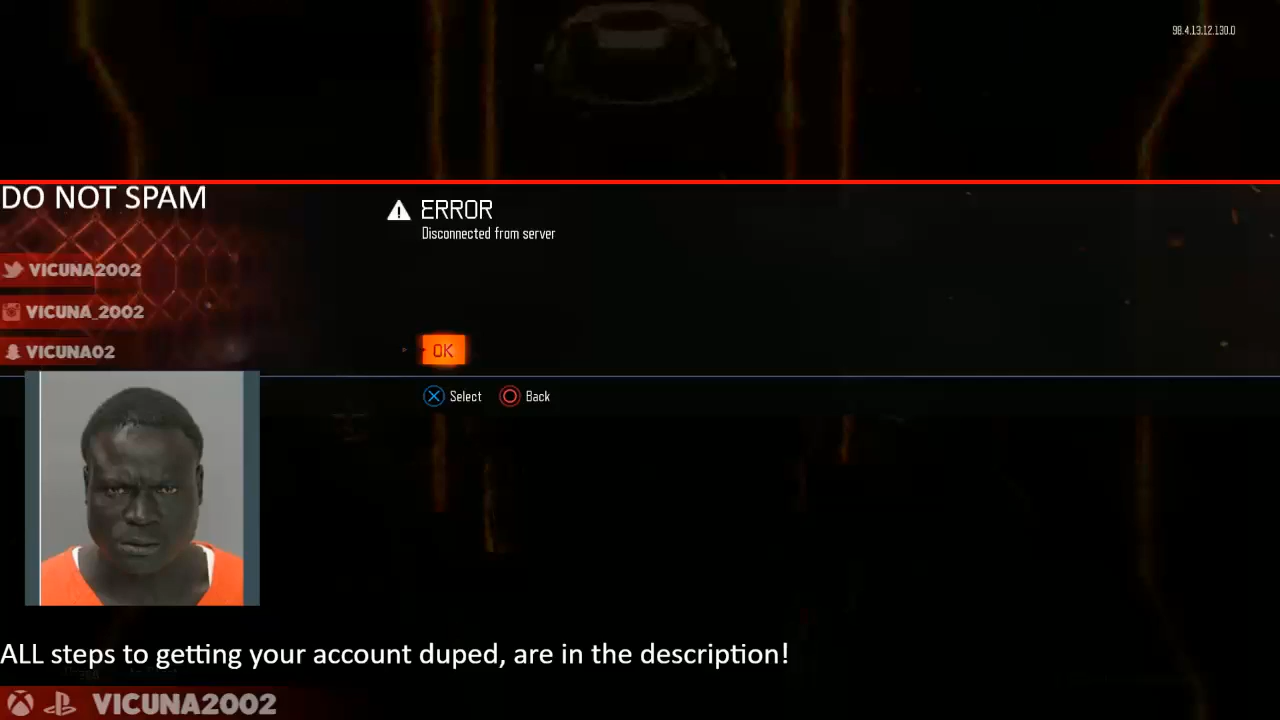 98.4.13.12.130.0
DO NOT SPAM
ERROR
Disconnected from server
VICUNA2002
VICUNA_2002
OK
VICUNA02
Select
Back
ALL steps to getting your account duped, are in the description!
VICUNA2002